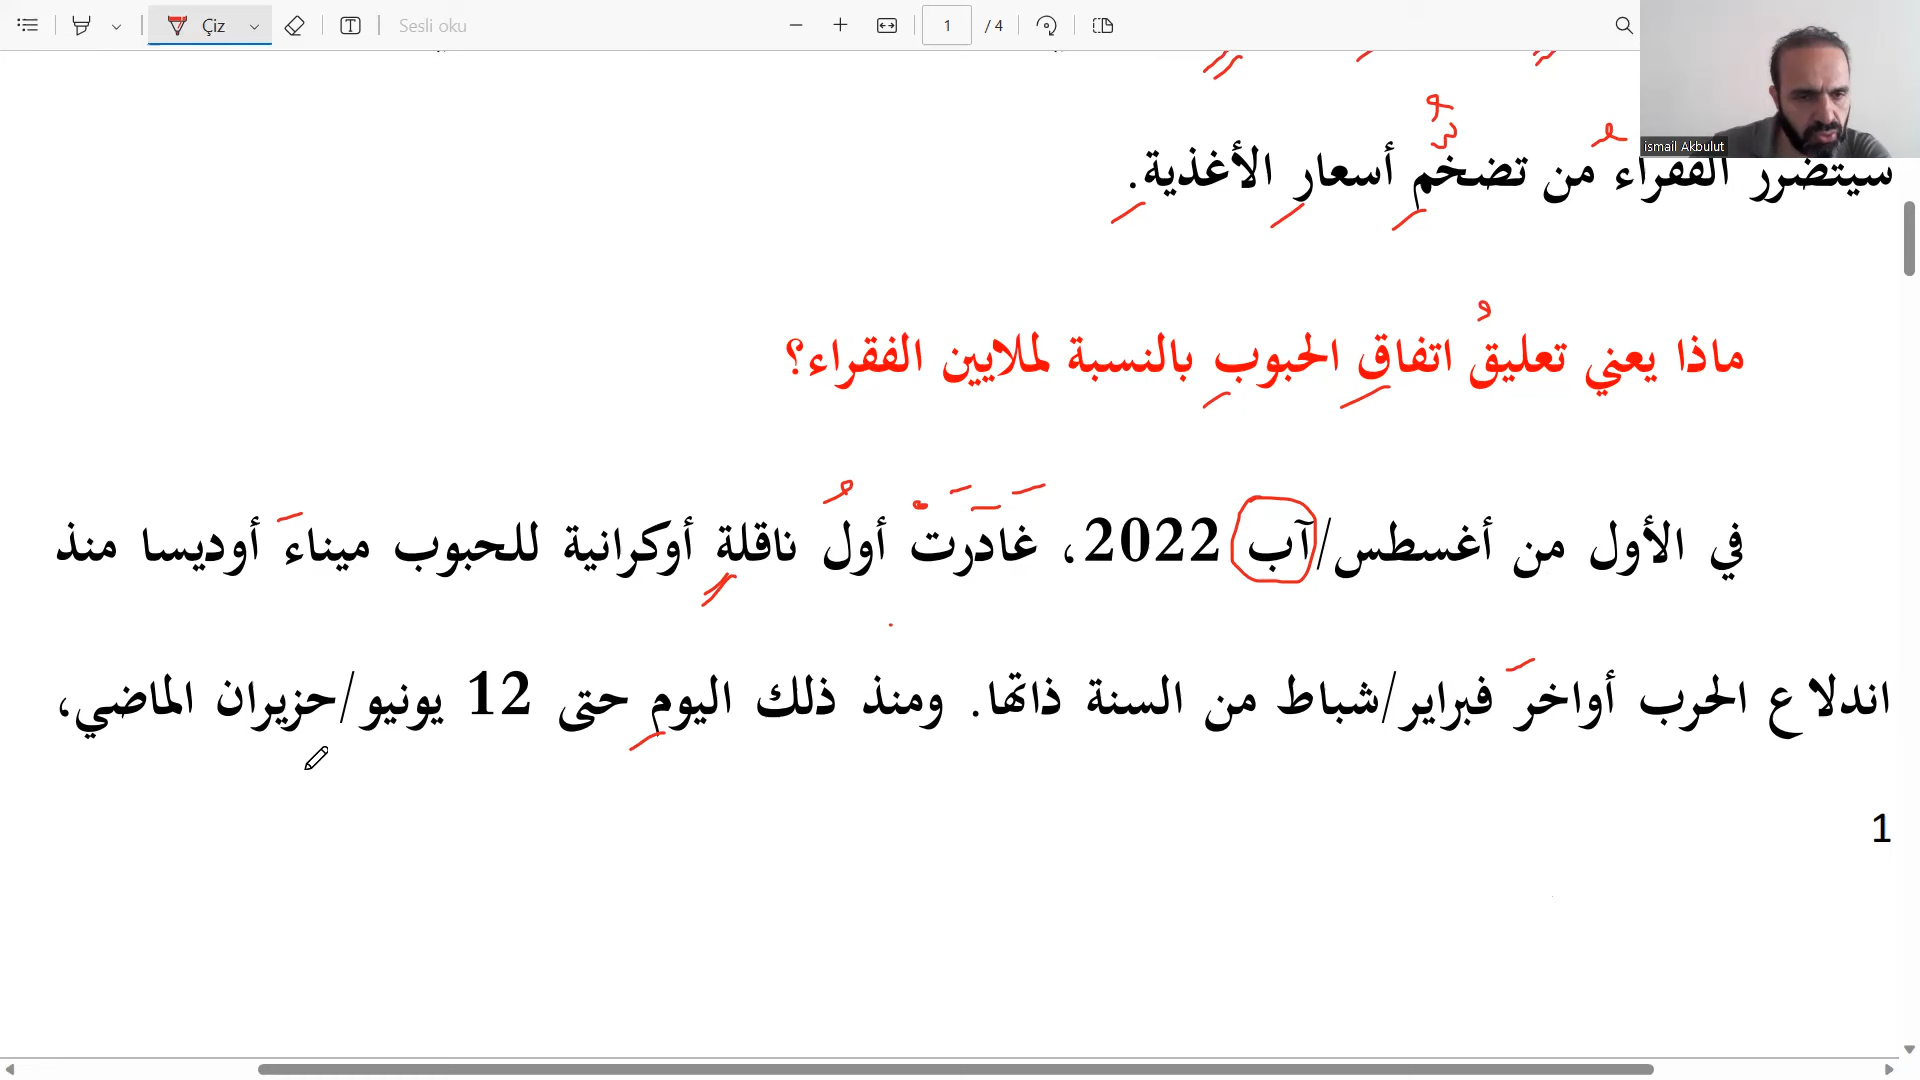 Çiz
Sesli oku
1 / 4
ismail Akbulut
سيتضرر الفقراءُ من تضخُّمِ أسعارِ الأغذيةِ.
ماذا يعني تعليقُ اتفاقِ الحبوبِ بالنسبة لملايين الفقراء؟
في الأول من أغسطس/آب 2022، غَادَرَتْ أولُ ناقلةٍ أوكرانية للحبوب ميناءَ أوديسا منذ
اندلاع الحرب أواخرَ فبراير/شباط من السنة ذاتها. ومنذ ذلك اليومِ حتى 12 يونيو/حزيران الماضي،
1